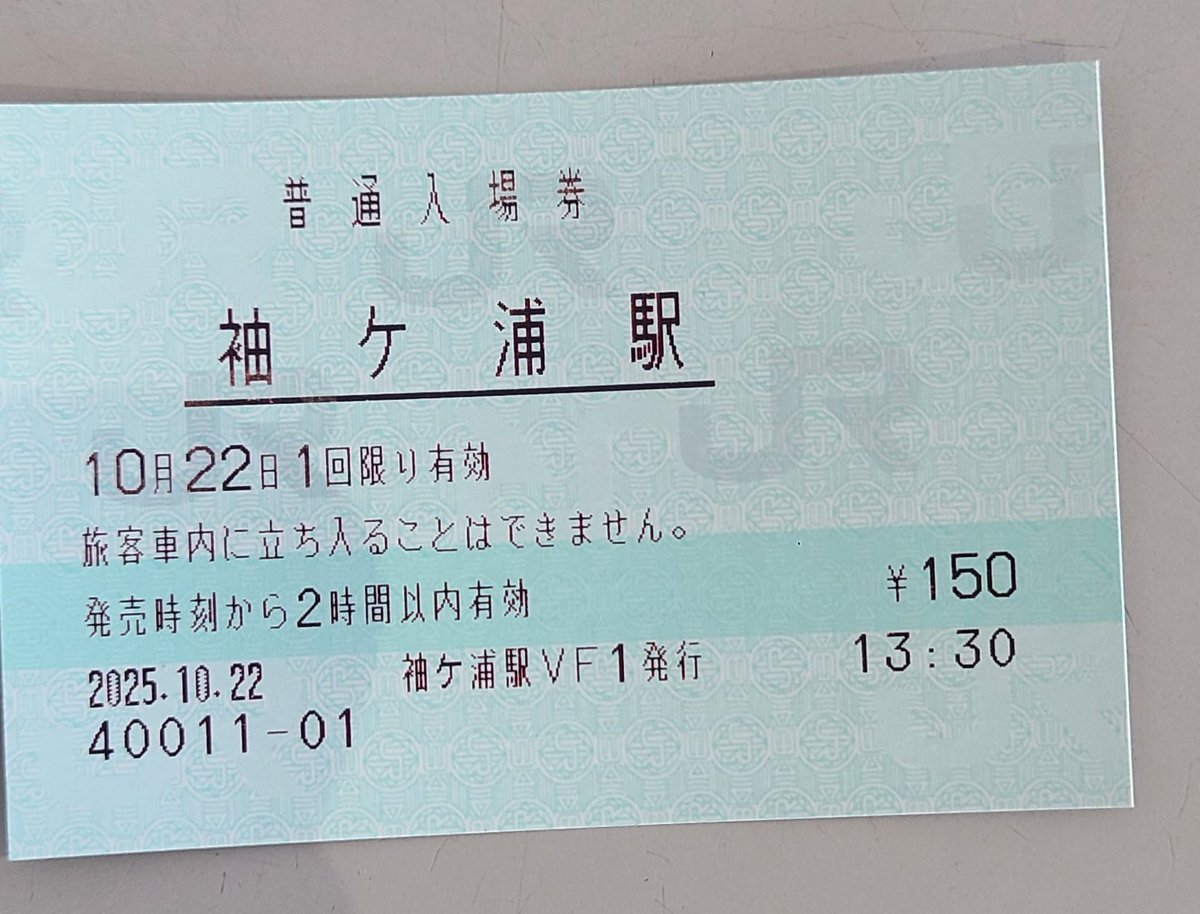 普通入場券
袖ケ浦駅
10月22日1回限り有効
旅客車内に立ち入ることはできません。
発売時刻から2時間以内有効 ¥150
2025.10.22 袖ケ浦駅VF1発行 13:30
40011-01